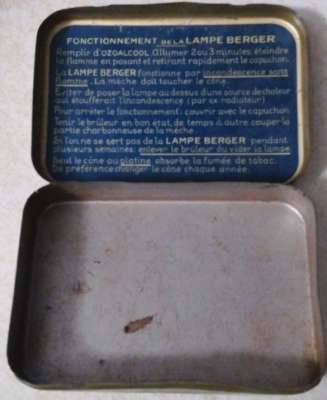 FONCTIONNEMENT DE LA LAMPE BERGER
Remplir d'OZOALCOOL. Allumer 2 ou 3 minutes, éteindre
la flamme en posant et retirant rapidement le capuchon.
La LAMPE BERGER fonctionne par incandescence sans
flamme. La mèche doit toucher le cône.
Eviter de poser la lampe au dessus d'une source de chaleur
qui étoufferait l'incandescence (par ex. radiateur)
Pour arrêter le fonctionnement: couvrir avec le capuchon.
Tenir le brûleur en bon état, de temps à autre couper la
partie charbonneuse de la mèche.
Si l'on ne se sert pas de la LAMPE BERGER pendant
plusieurs semaines, enlever le brûleur ou vider la lampe
Seul le cône au platine absorbe la fumée de tabac.
De préférence changer le cône chaque année.